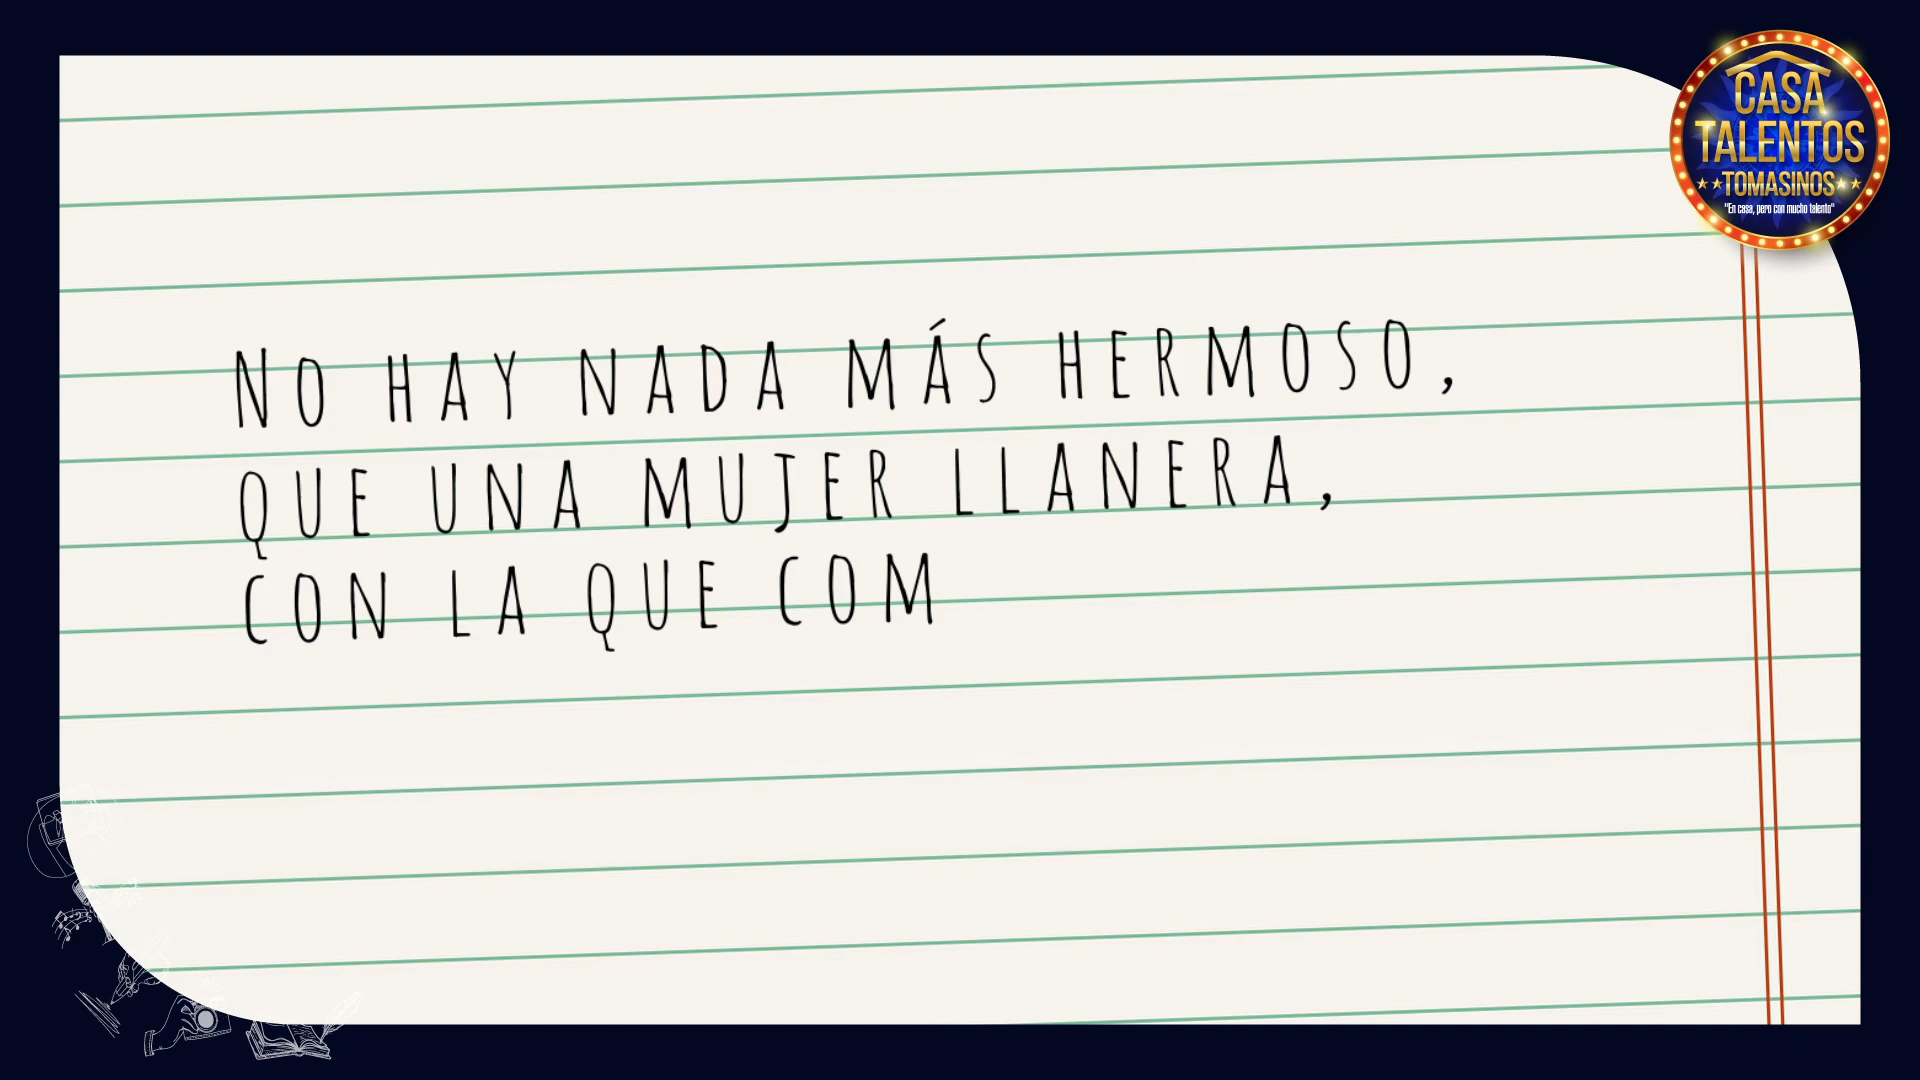 CASA
TALENTOS
TOMASINOS
"En casa, pero con mucho talento"
NO HAY NADA MÁS HERMOSO,
QUE UNA MUJER LLANERA,
CON LA QUE COM